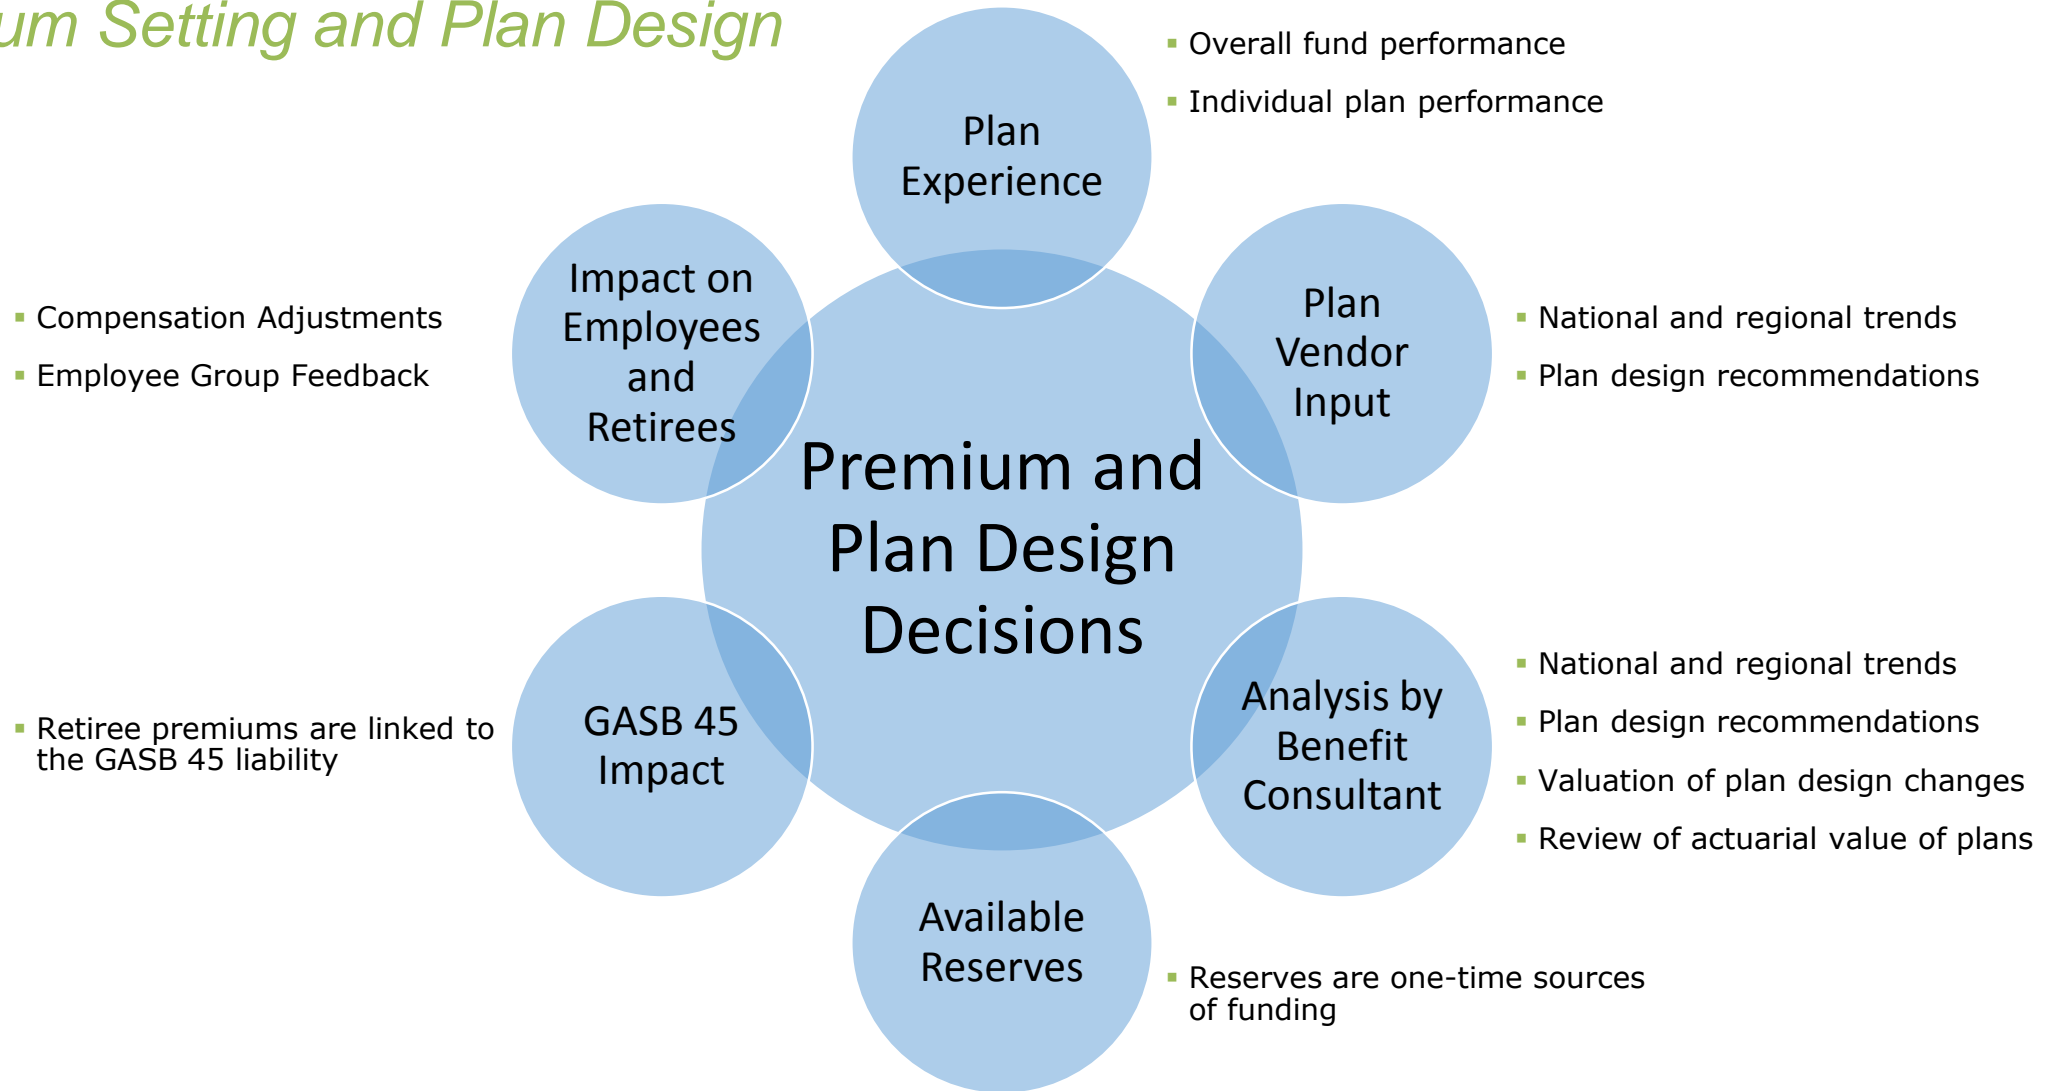 um Setting and Plan Design
Plan
Experience
▪ Overall fund performance
▪ Individual plan performance
Plan
Vendor
Input
▪ National and regional trends
▪ Plan design recommendations
Analysis by
Benefit
Consultant
▪ National and regional trends
▪ Plan design recommendations
▪ Valuation of plan design changes
▪ Review of actuarial value of plans
Available
Reserves
▪ Reserves are one-time sources
of funding
GASB 45
Impact
▪ Retiree premiums are linked to
the GASB 45 liability
Impact on
Employees
and
Retirees
▪ Compensation Adjustments
▪ Employee Group Feedback
Premium and
Plan Design
Decisions